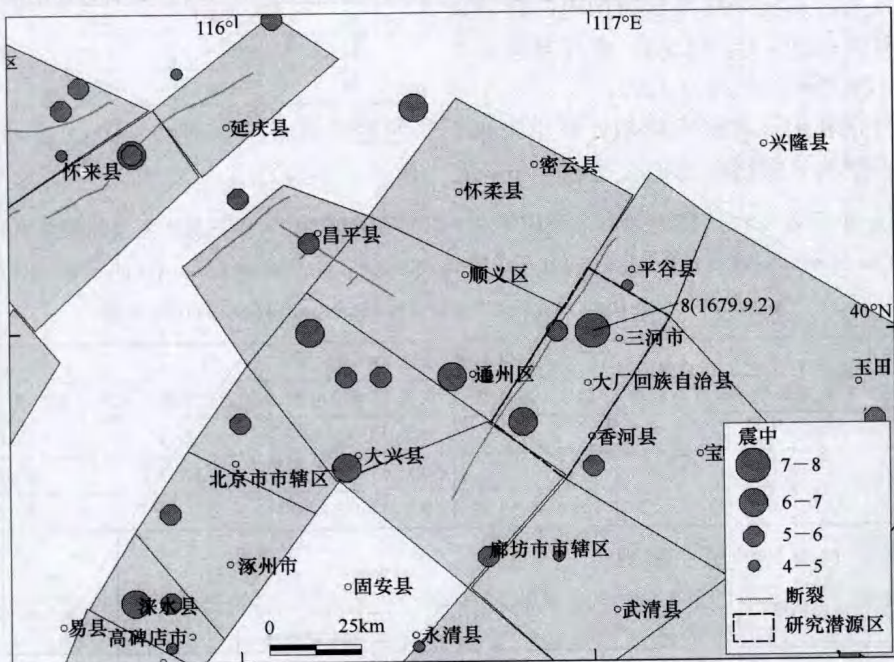 116°
117°E
区
延庆县
兴隆县
密云县
怀来县
怀柔县
昌平县
顺义区
平谷县
8(1679.9.2)
40°N
三河市
通州区
大厂回族自治县
玉田
香河县
大兴县
北京市市辖区
宝
震中
7－8
6－7
5－6
4－5
断裂
研究潜源区
廊坊市市辖区
涿州市
固安县
武清县
涞水县
易县
高碑店市
永清县
0 25km